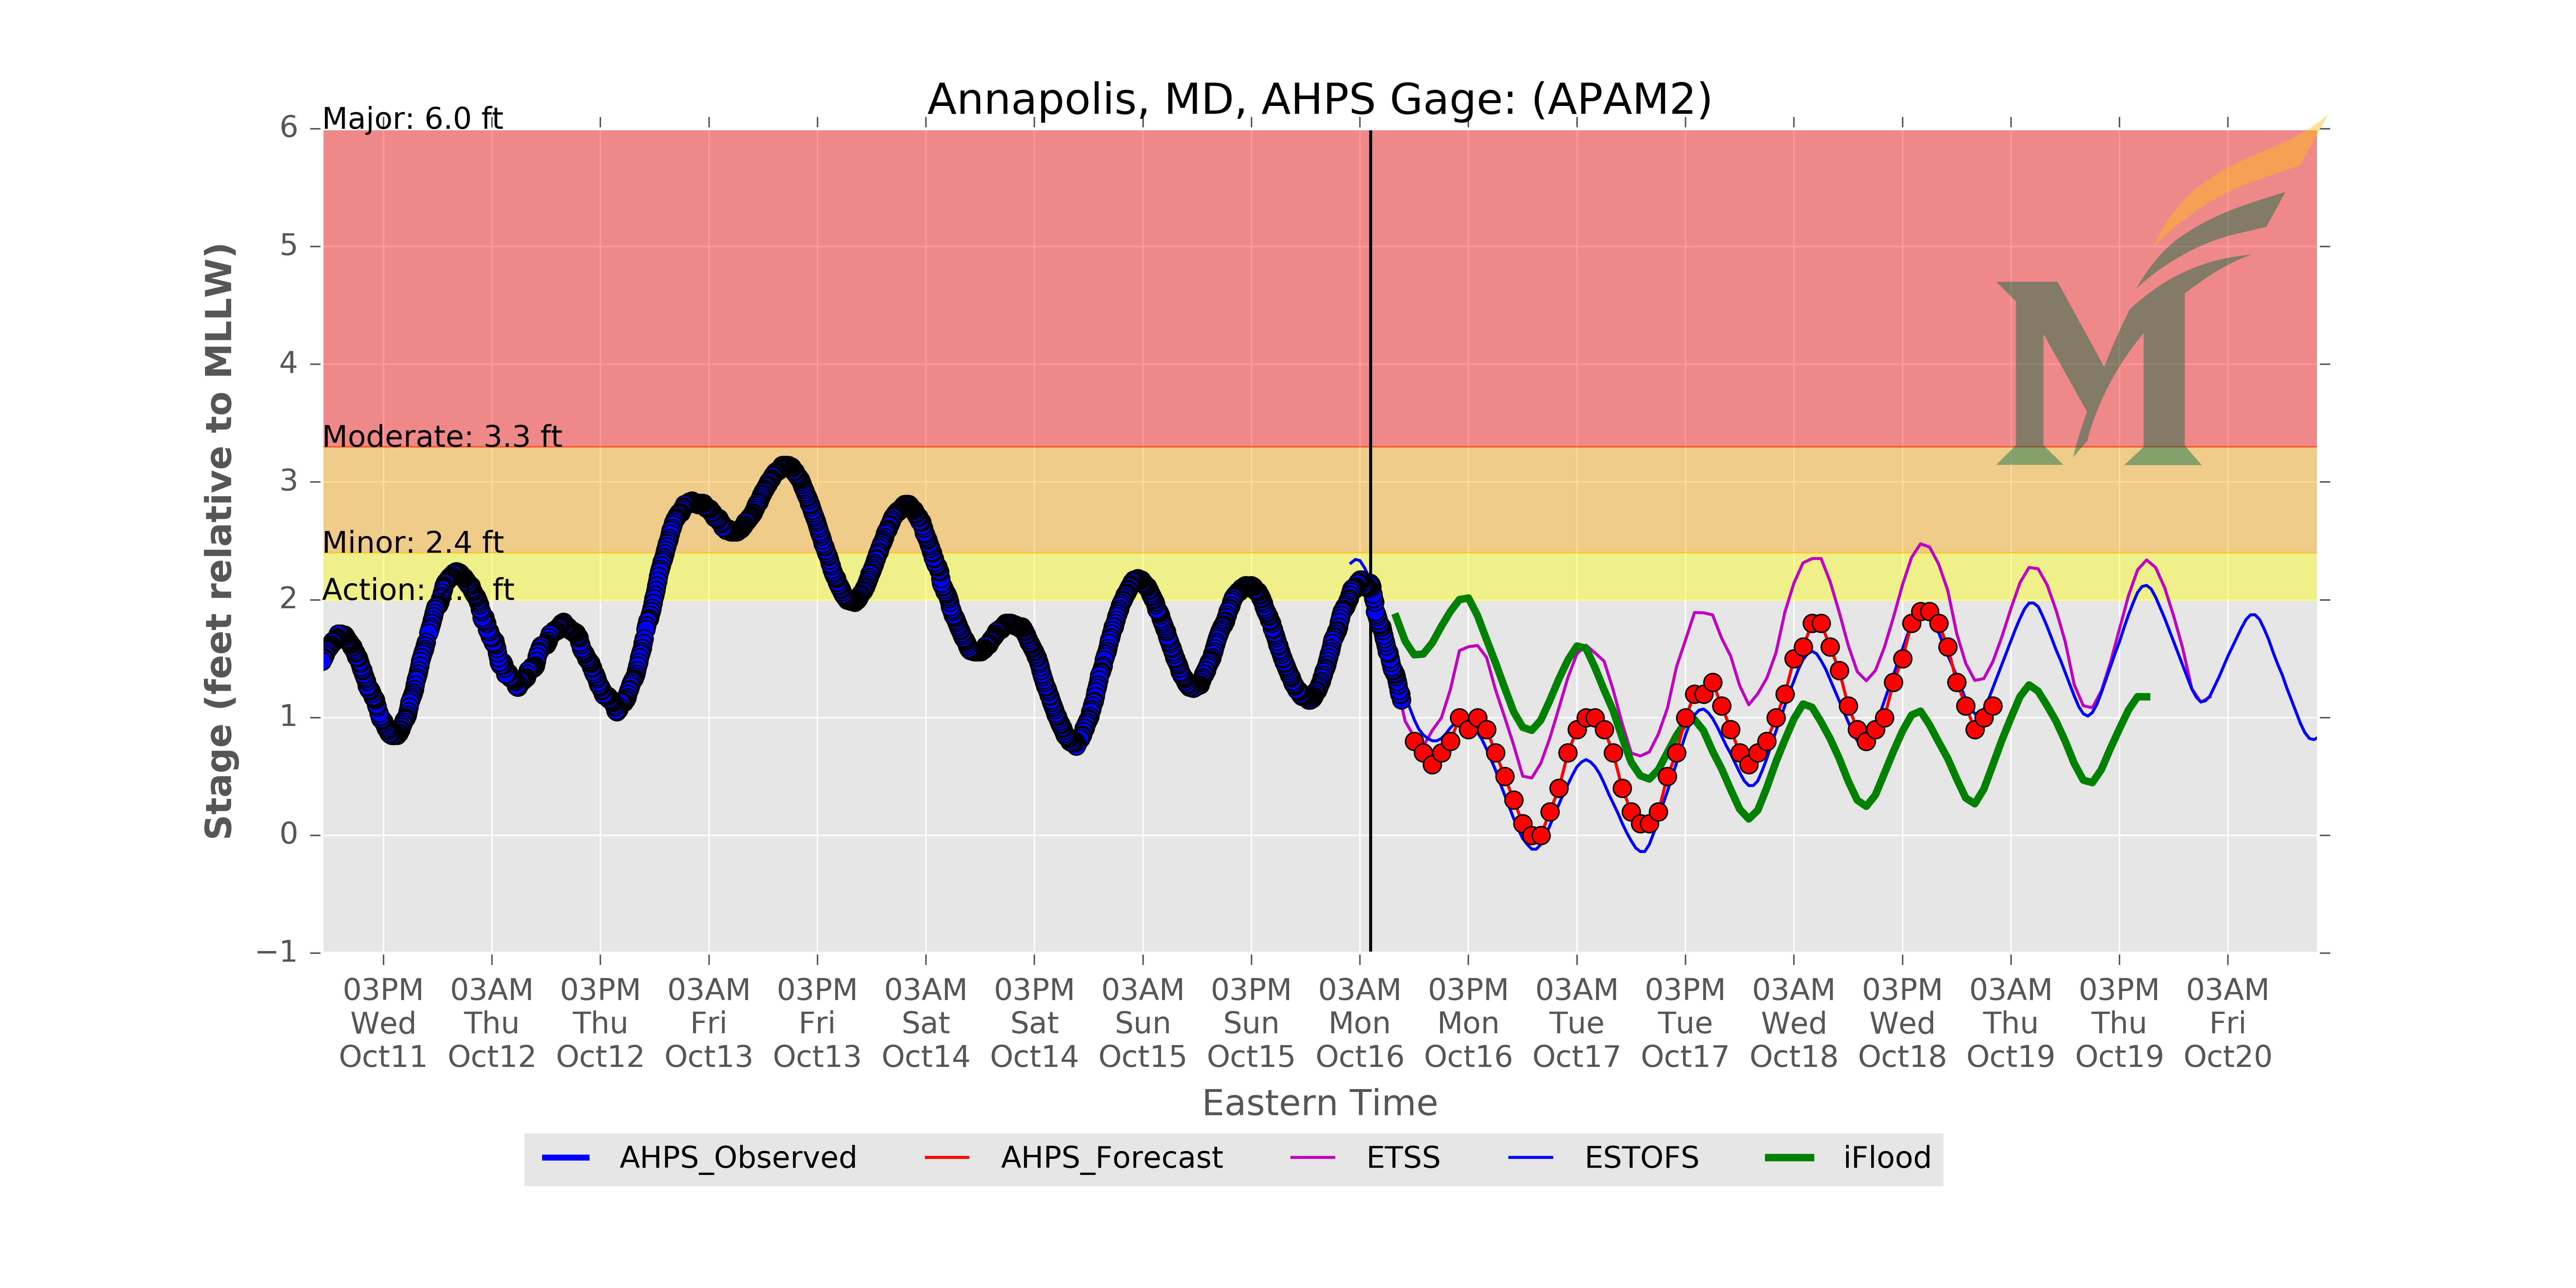 Annapolis, MD, AHPS Gage: (APAM2)
Major: 6.0 ft
Moderate: 3.3 ft
Minor: 2.4 ft
Action: ft
6
5
4
3
2
1
0
−1
Stage (feet relative to MLLW)
03PM 03AM 03PM 03AM 03PM 03AM 03PM 03AM 03PM 03AM 03PM 03AM 03PM 03AM 03PM 03AM 03PM 03AM
Wed Thu Thu Fri Fri Sat Sat Sun Sun Mon Mon Tue Tue Wed Wed Thu Thu Fri
Oct11 Oct12 Oct12 Oct13 Oct13 Oct14 Oct14 Oct15 Oct15 Oct16 Oct16 Oct17 Oct17 Oct18 Oct18 Oct19 Oct19 Oct20
Eastern Time
AHPS_Observed AHPS_Forecast ETSS ESTOFS iFlood
M